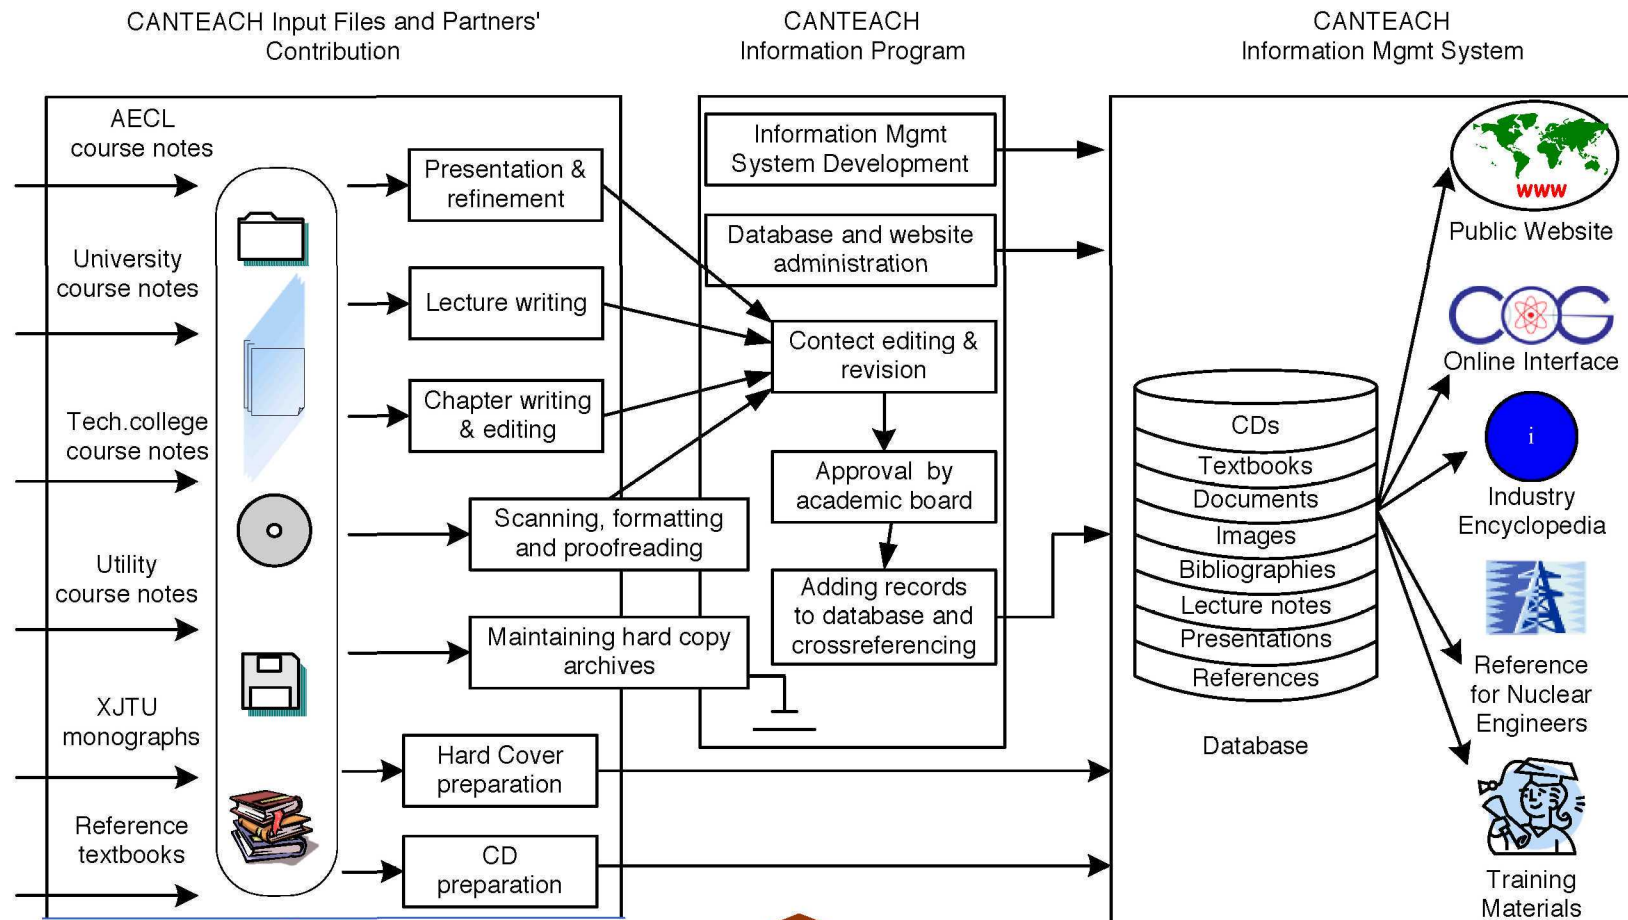 CANTEACH Input Files and Partners'
Contribution
CANTEACH
Information Program
CANTEACH
Information Mgmt System
AECL
course notes
University
course notes
Tech.college
course notes
Utility
course notes
XJTU
monographs
Reference
textbooks
Presentation &
refinement
Lecture writing
Chapter writing
& editing
Scanning, formatting
and proofreading
Maintaining hard copy
archives
Hard Cover
preparation
CD
preparation
Information Mgmt
System Development
Database and website
administration
Contect editing &
revision
Approval by
academic board
Adding records
to database and
crossreferencing
CDs
Textbooks
Documents
Images
Bibliographies
Lecture notes
Presentations
References
Database
www
Public Website
COG
Online Interface
i
Industry
Encyclopedia
Reference
for Nuclear
Engineers
Training
Materials